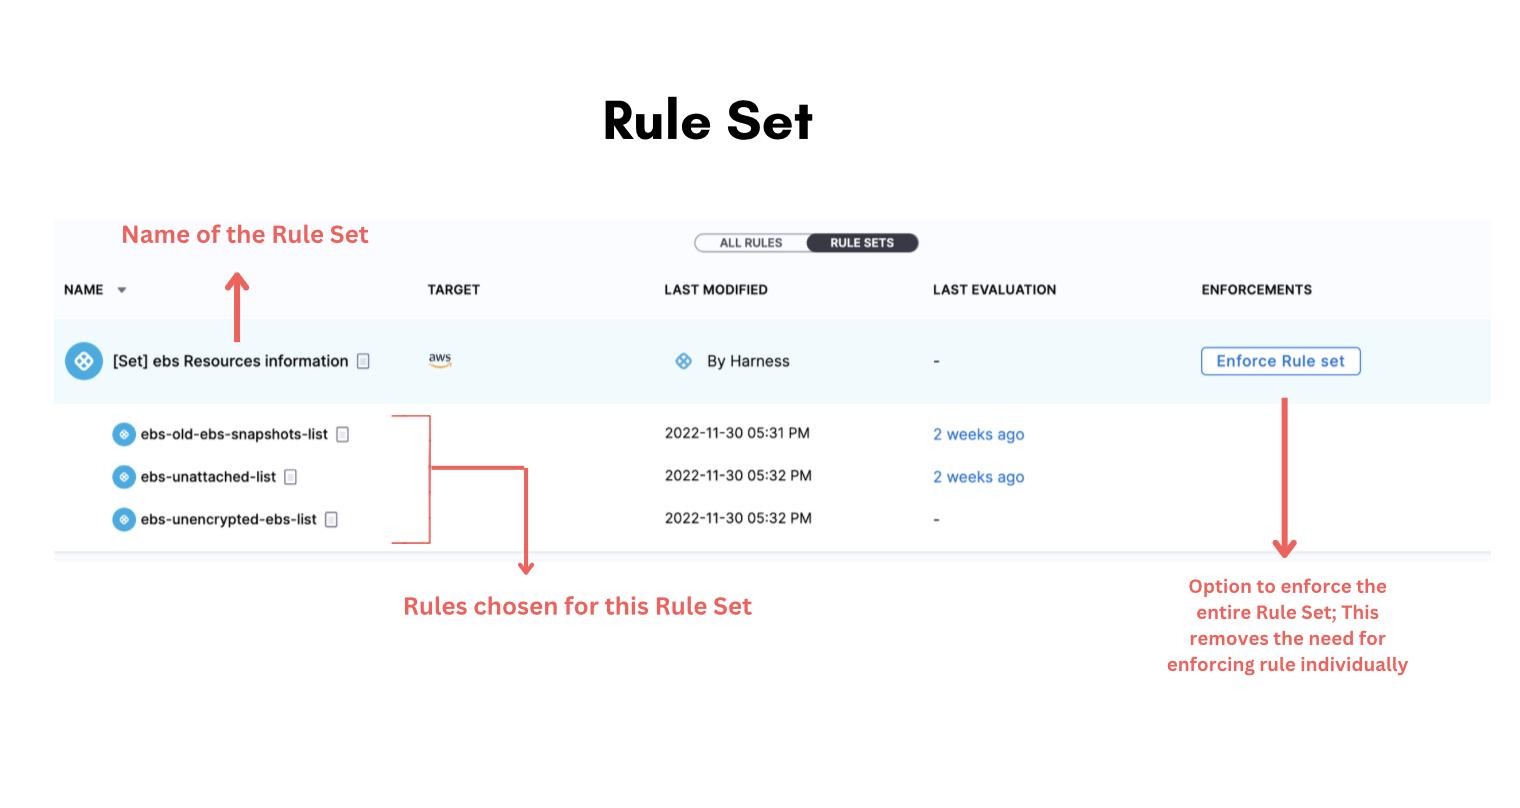 Rule Set
Name of the Rule Set
ALL RULES RULE SETS
NAME TARGET LAST MODIFIED LAST EVALUATION ENFORCEMENTS
[Set] ebs Resources information aws By Harness - Enforce Rule set
ebs-old-ebs-snapshots-list 2022-11-30 05:31 PM 2 weeks ago
ebs-unattached-list 2022-11-30 05:32 PM 2 weeks ago
ebs-unencrypted-ebs-list 2022-11-30 05:32 PM -
Rules chosen for this Rule Set
Option to enforce the
entire Rule Set; This
removes the need for
enforcing rule individually